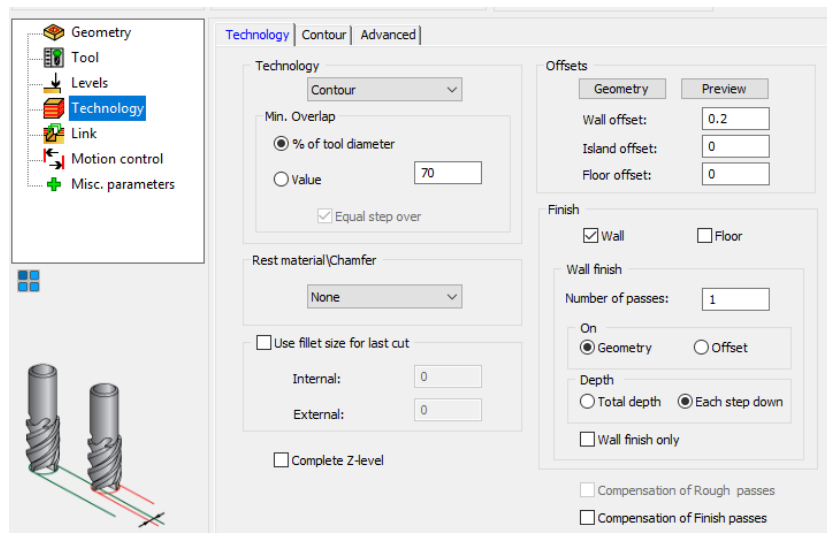 Geometry
Tool
Levels
Technology
Link
Motion control
Misc. parameters
Technology
Contour
Advanced
Technology
Contour
Min. Overlap
% of tool diameter
Value
70
Equal step over
Rest material\Chamfer
None
Use fillet size for last cut
Internal:
0
External:
0
Complete Z-level
Offsets
Geometry
Preview
Wall offset:
0.2
Island offset:
0
Floor offset:
0
Finish
Wall
Floor
Wall finish
Number of passes:
1
On
Geometry
Offset
Depth
Total depth
Each step down
Wall finish only
Compensation of Rough passes
Compensation of Finish passes